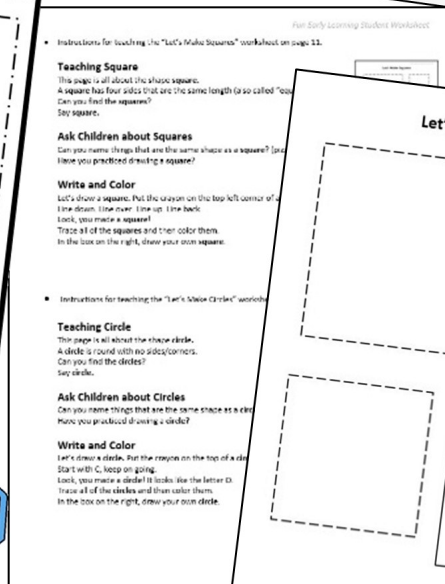 Fun Early Learning Student Worksheet
• Instructions for teaching the "Let's Make Squares" worksheet on page 11.
Teaching Square
This page is all about the shape square.
A square has four sides that are the same length (also called "equ
Can you find the squares?
Say square.
Ask Children about Squares
Can you name things that are the same shape as a square? (pic
Have you practiced drawing a square?
Write and Color
Let's draw a square. Put the crayon on the top left corner of a
Line down. Line over. Line up. Line back
Look, you made a square!
Trace all of the squares and then color them.
In the box on the right, draw your own square.
• Instructions for teaching the "Let's Make Circles" workshe
Teaching Circle
This page is all about the shape circle.
A circle is round with no sides/corners.
Can you find the circles?
Say circle.
Ask Children about Circles
Can you name things that are the same shape as a circ
Have you practiced drawing a circle?
Write and Color
Let's draw a circle. Put the crayon on the top of a cir
Start with C, keep on going.
Look, you made a circle! It looks like the letter O.
Trace all of the circles and then color them.
In the box on the right, draw your own circle.
Let